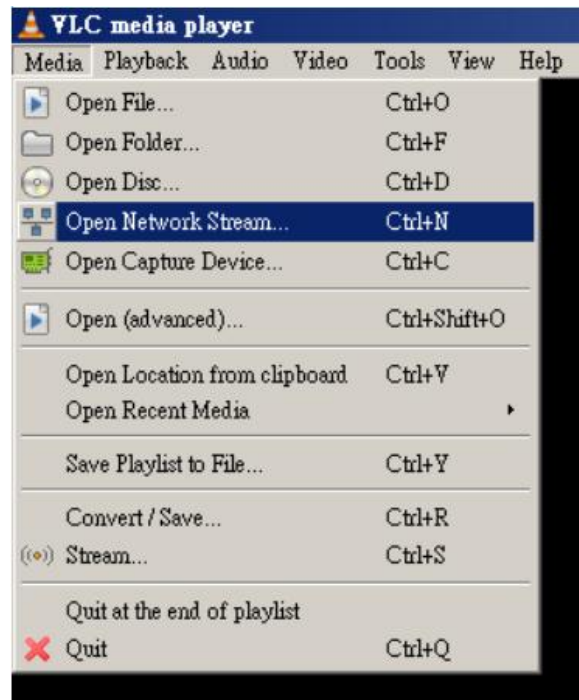 VLC media player
Media Playback Audio Video Tools View Help
Open File... Ctrl+O
Open Folder... Ctrl+F
Open Disc... Ctrl+D
Open Network Stream... Ctrl+N
Open Capture Device... Ctrl+C
Open (advanced)... Ctrl+Shift+O
Open Location from clipboard Ctrl+V
Open Recent Media
Save Playlist to File... Ctrl+Y
Convert / Save... Ctrl+R
Stream... Ctrl+S
Quit at the end of playlist
Quit Ctrl+Q